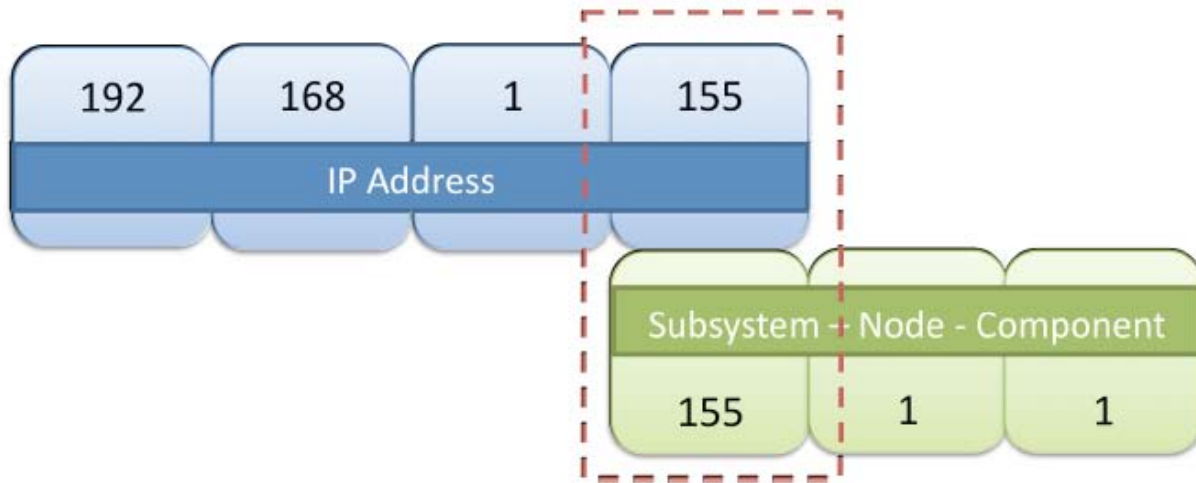 192 168 1 155
IP Address
Subsystem – Node - Component
155 1 1